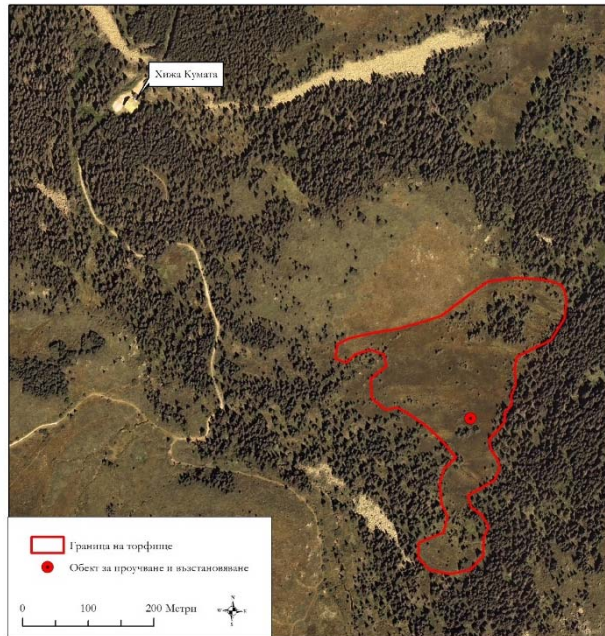 Хижа Кумата
Граница на торфище
Обект за проучване и възстановяване
0 100 200 Метри
N
W E
S